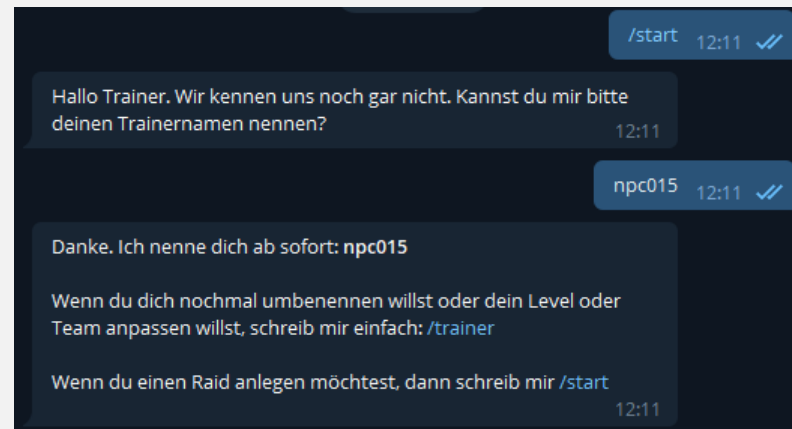 /start 12:11
Hallo Trainer. Wir kennen uns noch gar nicht. Kannst du mir bitte
deinen Trainernamen nennen?
12:11
npc015 12:11
Danke. Ich nenne dich ab sofort: npc015
Wenn du dich nochmal umbenennen willst oder dein Level oder
Team anpassen willst, schreib mir einfach: /trainer
Wenn du einen Raid anlegen möchtest, dann schreib mir /start
12:11